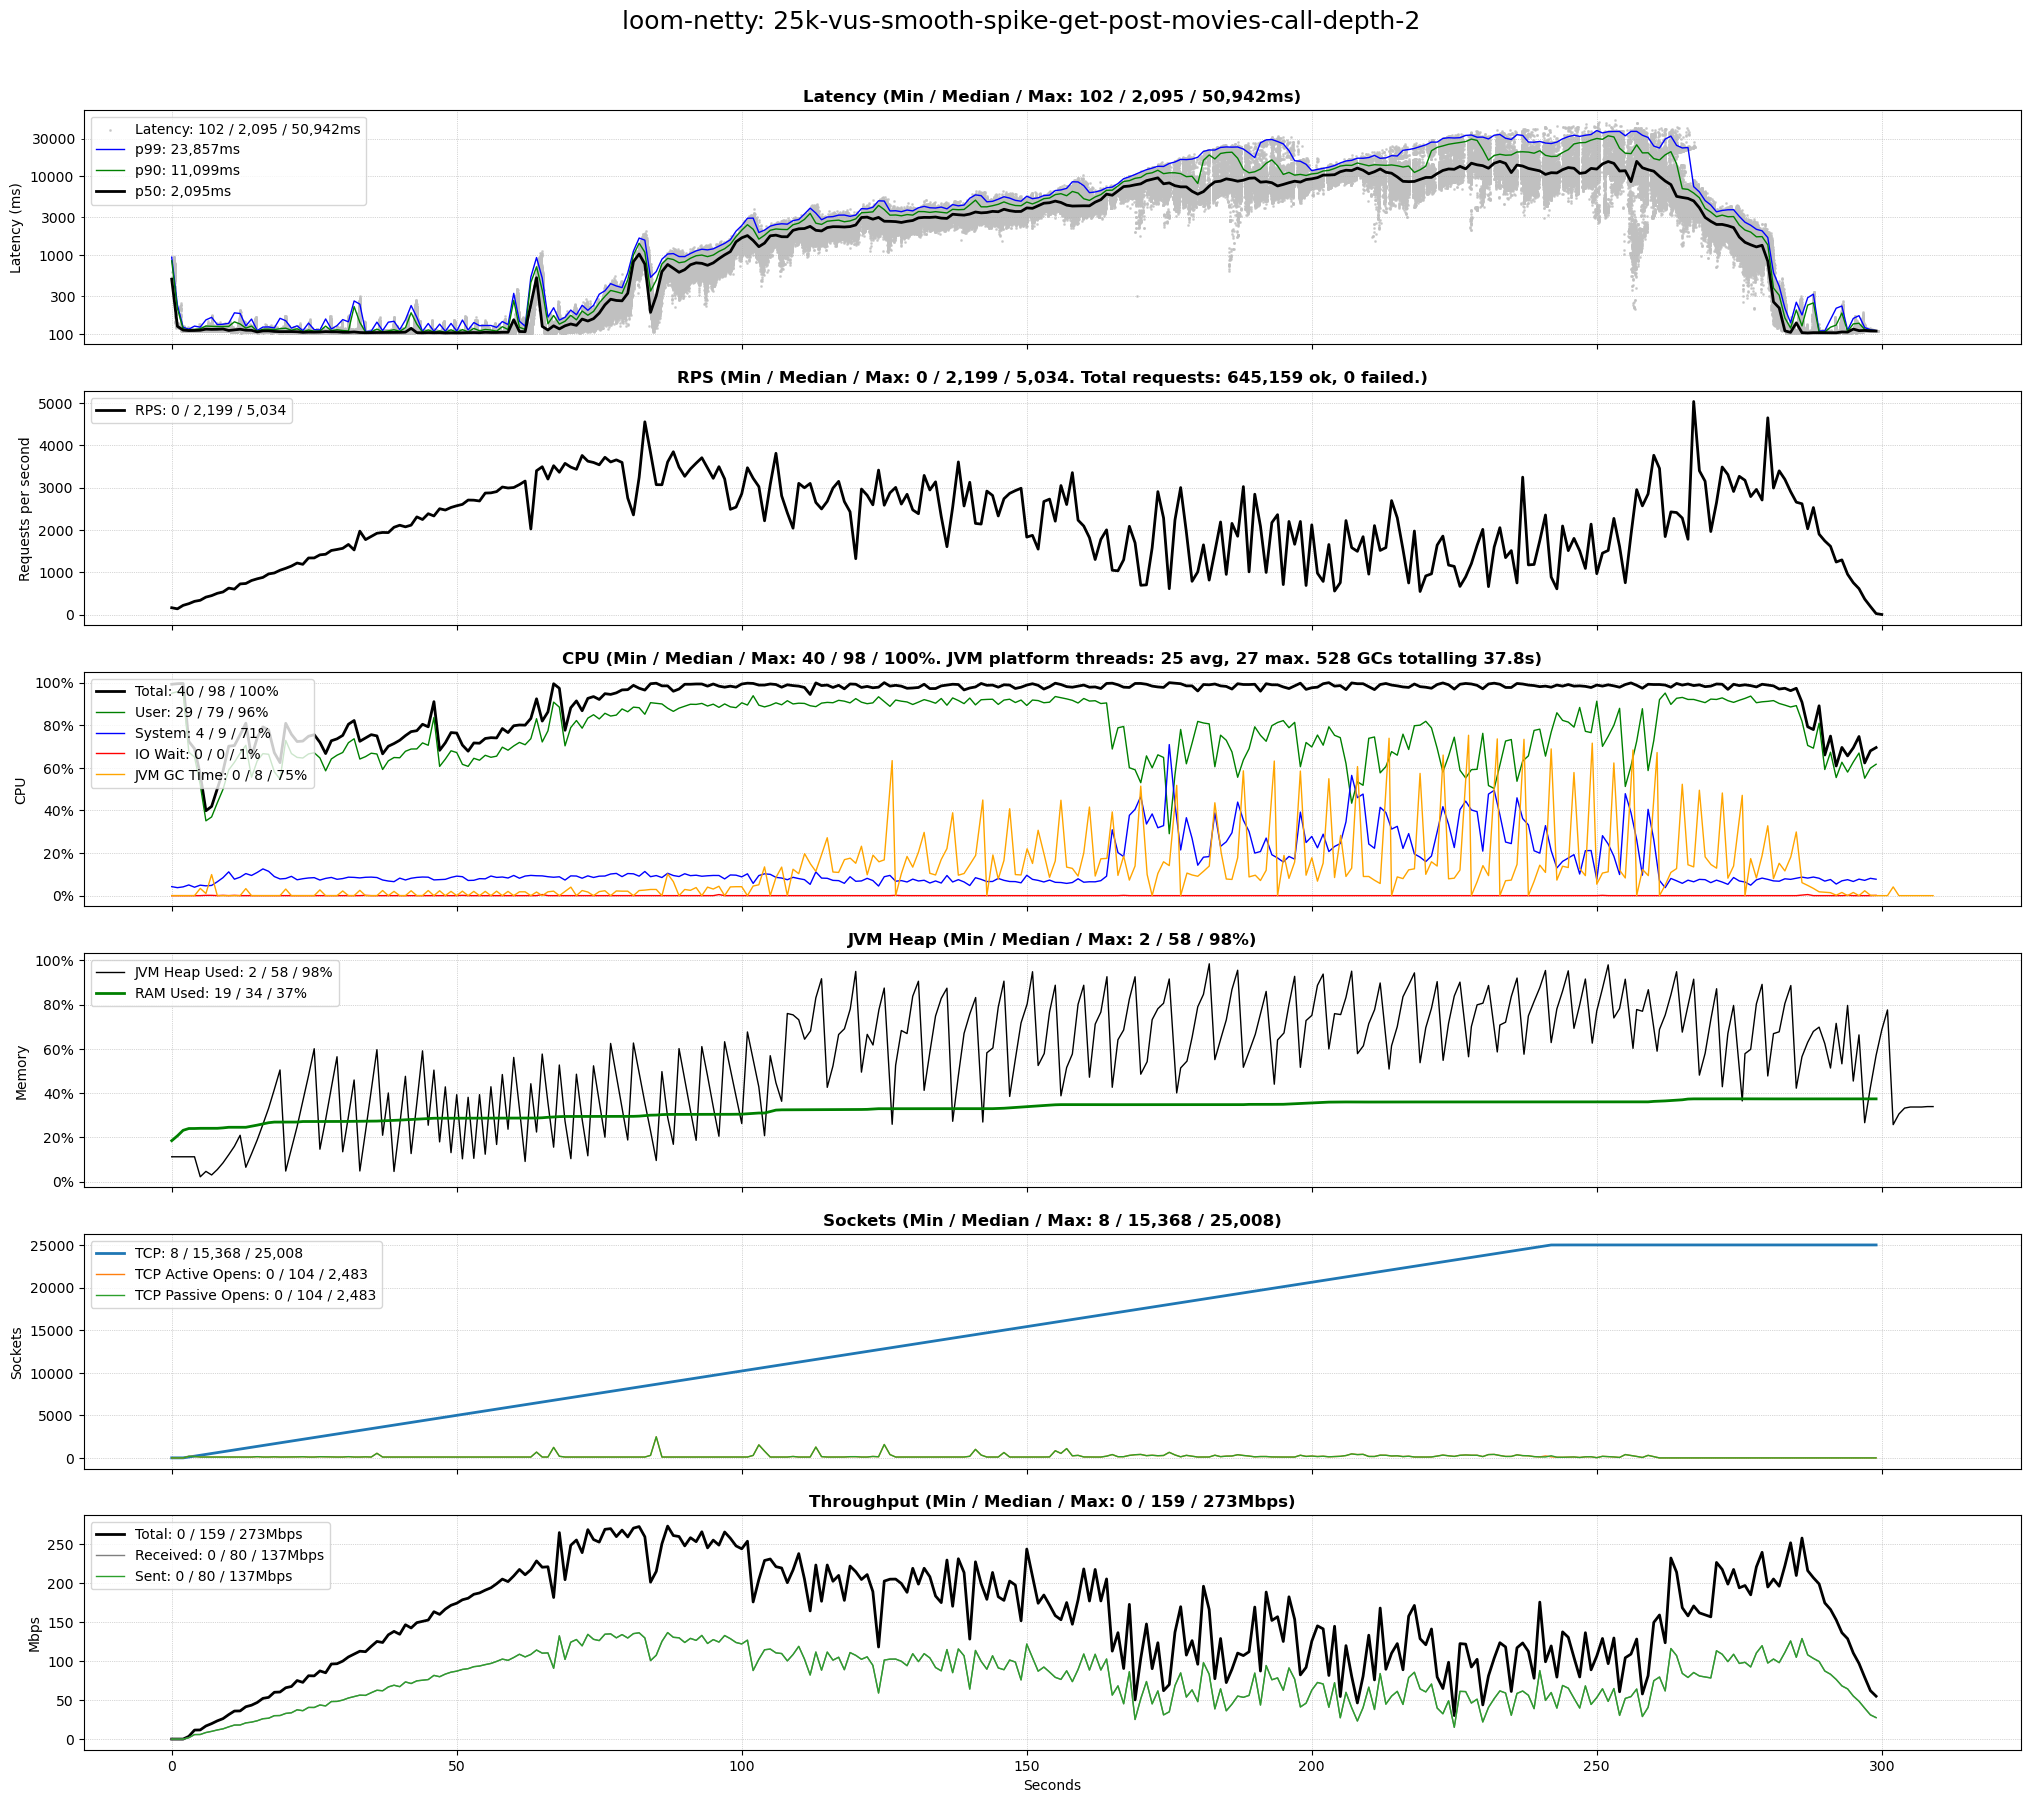 loom-netty: 25k-vus-smooth-spike-get-post-movies-call-depth-2
Latency (Min / Median / Max: 102 / 2,095 / 50,942ms)
Latency (ms)
30000
10000
3000
1000
300
100
Latency: 102 / 2,095 / 50,942ms
p99: 23,857ms
p90: 11,099ms
p50: 2,095ms
RPS (Min / Median / Max: 0 / 2,199 / 5,034. Total requests: 645,159 ok, 0 failed.)
Requests per second
5000
4000
3000
2000
1000
0
RPS: 0 / 2,199 / 5,034
CPU (Min / Median / Max: 40 / 98 / 100%. JVM platform threads: 25 avg, 27 max. 528 GCs totalling 37.8s)
CPU
100%
80%
60%
40%
20%
0%
Total: 40 / 98 / 100%
User: 29 / 79 / 96%
System: 4 / 9 / 71%
IO Wait: 0 / 0 / 1%
JVM GC Time: 0 / 8 / 75%
JVM Heap (Min / Median / Max: 2 / 58 / 98%)
Memory
100%
80%
60%
40%
20%
0%
JVM Heap Used: 2 / 58 / 98%
RAM Used: 19 / 34 / 37%
Sockets (Min / Median / Max: 8 / 15,368 / 25,008)
Sockets
25000
20000
15000
10000
5000
0
TCP: 8 / 15,368 / 25,008
TCP Active Opens: 0 / 104 / 2,483
TCP Passive Opens: 0 / 104 / 2,483
Throughput (Min / Median / Max: 0 / 159 / 273Mbps)
Mbps
250
200
150
100
50
0
Total: 0 / 159 / 273Mbps
Received: 0 / 80 / 137Mbps
Sent: 0 / 80 / 137Mbps
0 50 100 150 200 250 300
Seconds